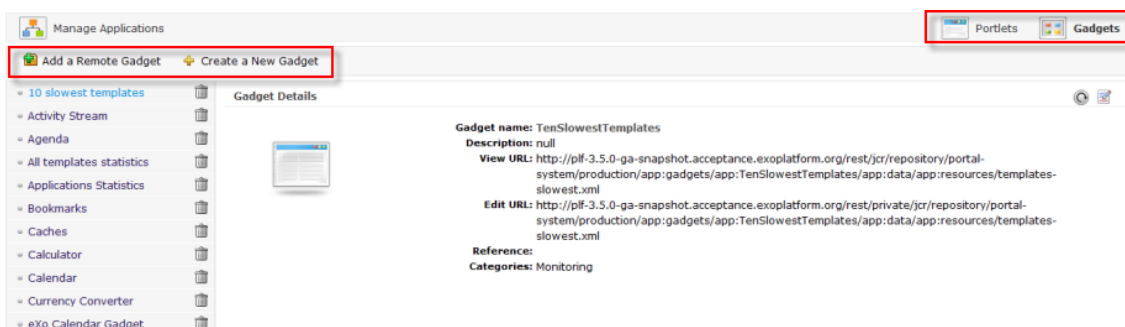 Manage Applications
Portlets
Gadgets
Add a Remote Gadget
Create a New Gadget
10 slowest templates
Activity Stream
Agenda
All templates statistics
Applications Statistics
Bookmarks
Caches
Calculator
Calendar
Currency Converter
eXo Calendar Gadget
Gadget Details
Gadget name: TenSlowestTemplates
Description: null
View URL: http://plf-3.5.0-ga-snapshot.acceptance.exoplatform.org/rest/jcr/repository/portal-
system/production/app:gadgets/app:TenSlowestTemplates/app:data/app:resources/templates-
slowest.xml
Edit URL: http://plf-3.5.0-ga-snapshot.acceptance.exoplatform.org/rest/private/jcr/repository/portal-
system/production/app:gadgets/app:TenSlowestTemplates/app:data/app:resources/templates-
slowest.xml
Reference:
Categories: Monitoring